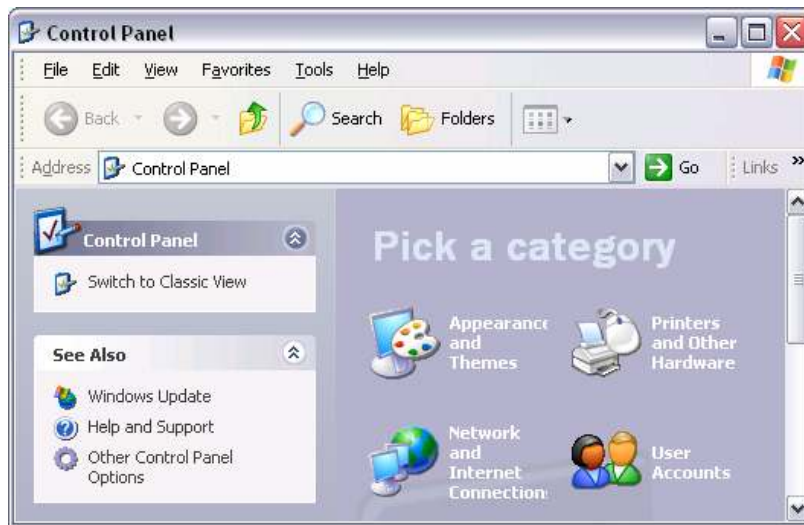 Control Panel
File Edit View Favorites Tools Help
Back Search Folders
Address Control Panel Go Links »
Control Panel
Switch to Classic View
See Also
Windows Update
Help and Support
Other Control Panel
Options
Pick a category
Appearance
and
Themes
Printers
and Other
Hardware
Network
and
Internet
Connection
User
Accounts